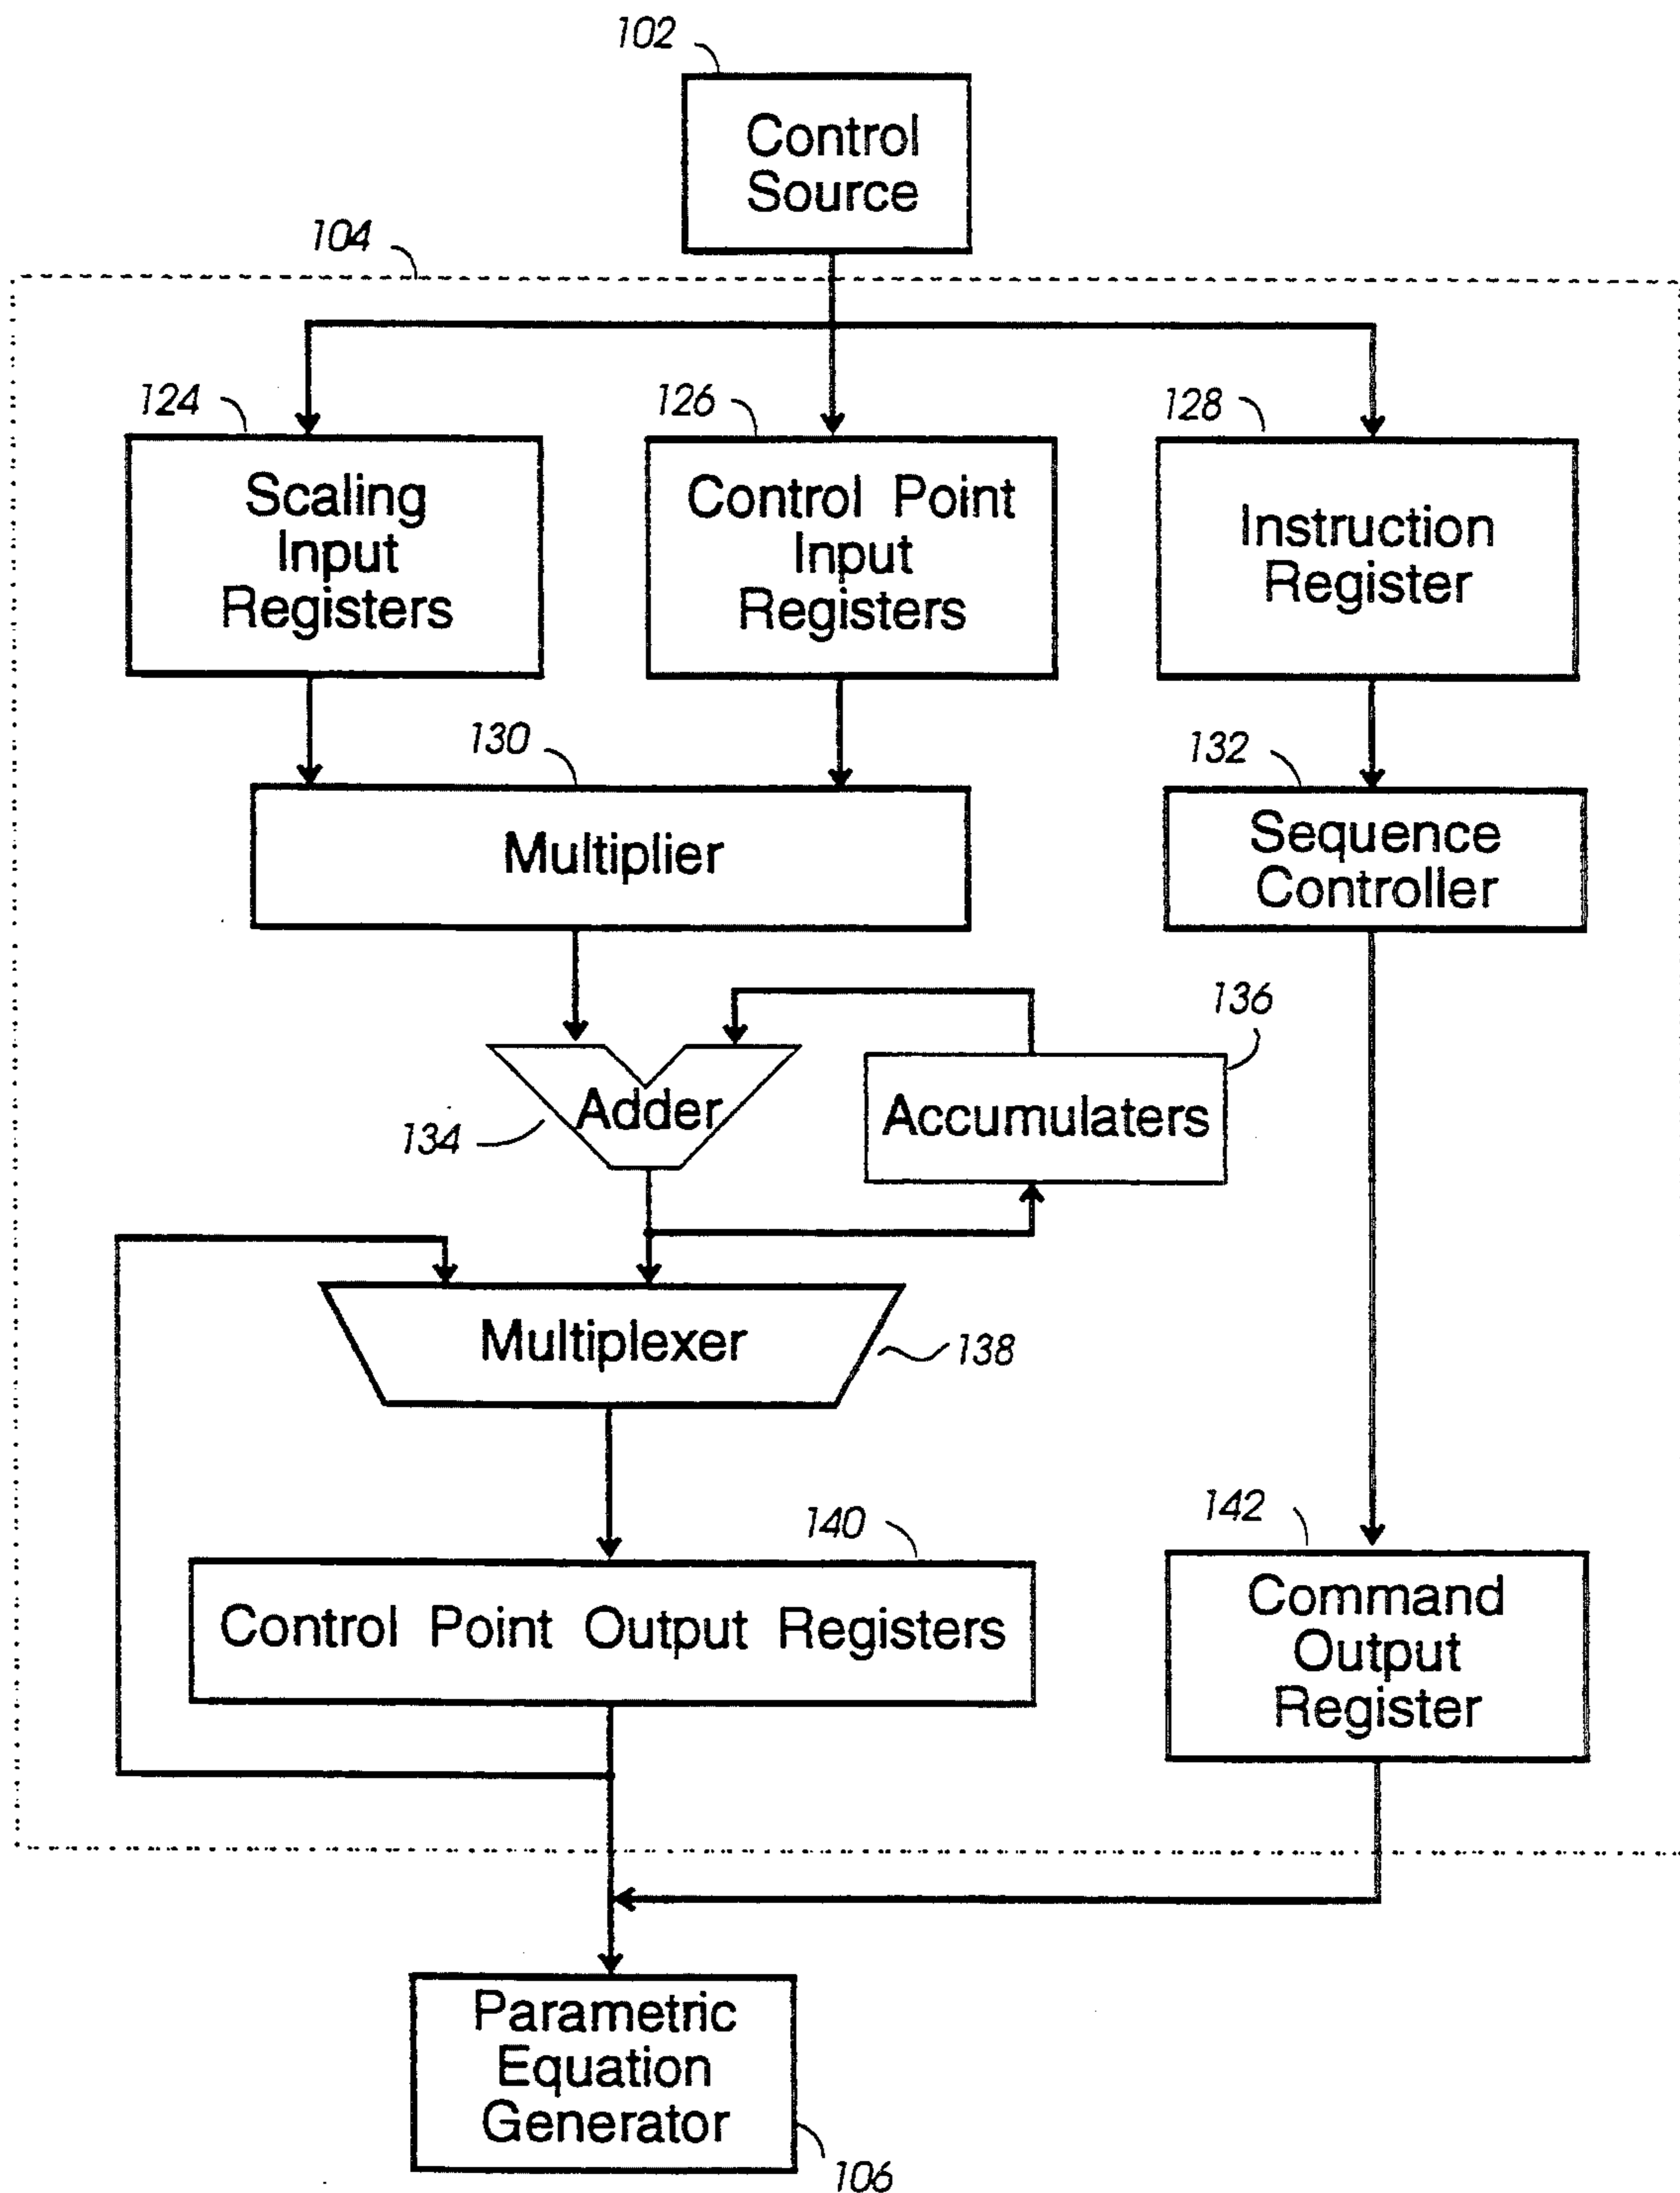 102
Control
Source
104
124
126
128
Scaling
Input
Registers
Control Point
Input
Registers
Instruction
Register
130
132
Multiplier
Sequence
Controller
136
Adder
Accumulaters
134
Multiplexer
138
140
142
Control Point Output Registers
Command
Output
Register
Parametric
Equation
Generator
106